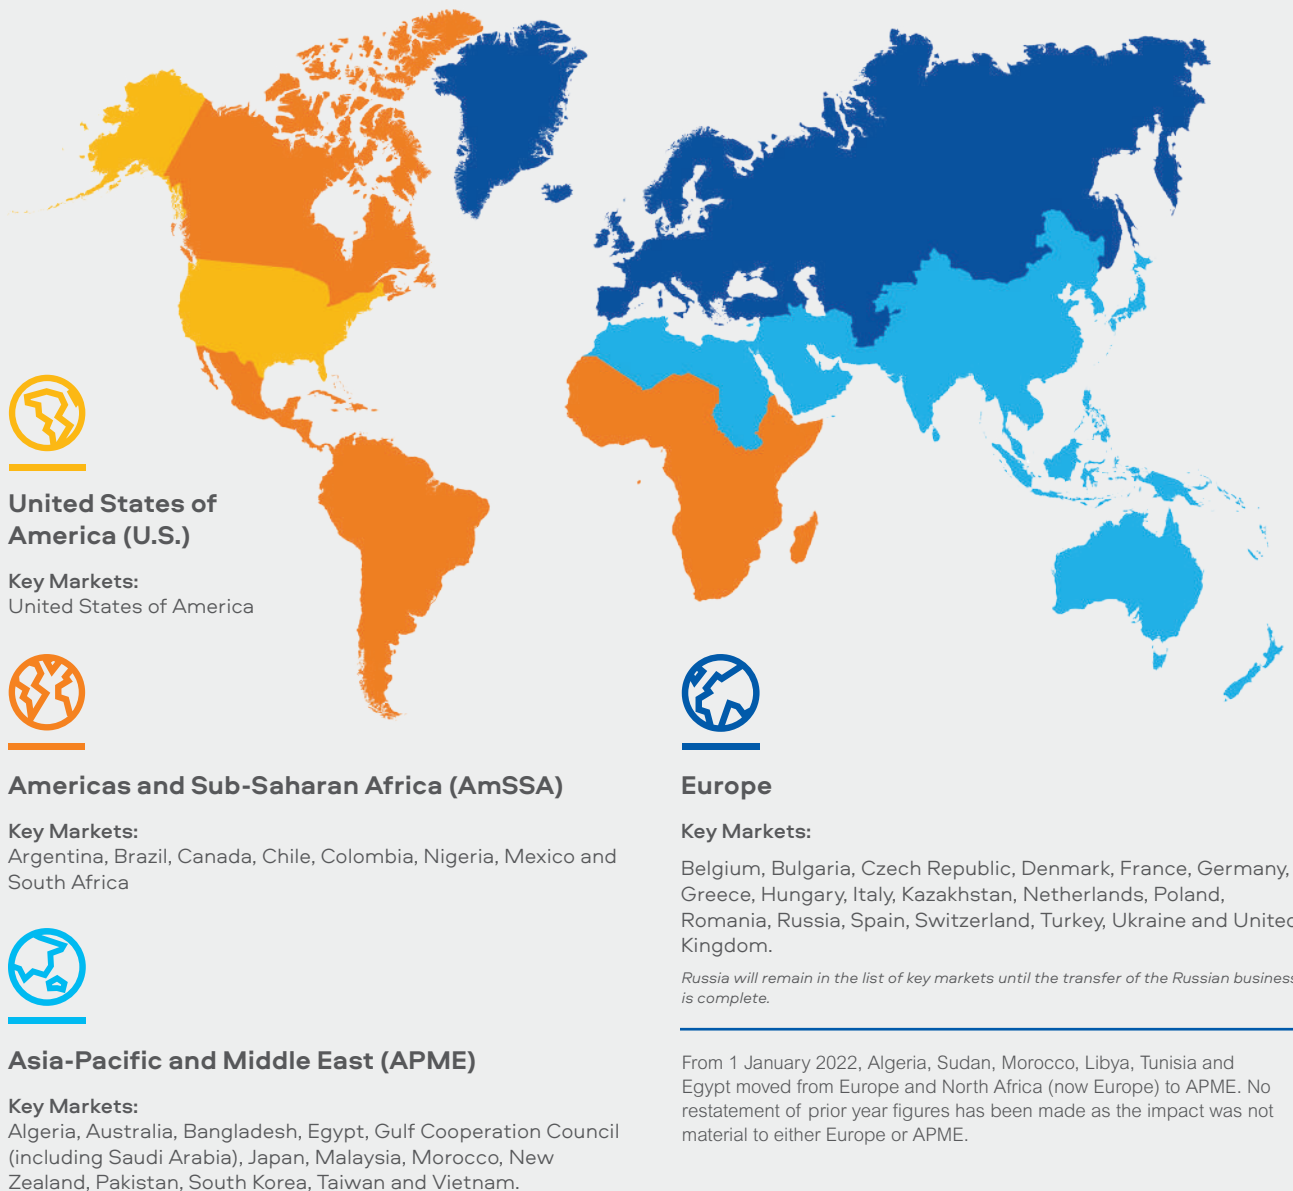 United States of
America (U.S.)
Key Markets:
United States of America
Americas and Sub-Saharan Africa (AmSSA)
Key Markets:
Argentina, Brazil, Canada, Chile, Colombia, Nigeria, Mexico and
South Africa
Asia-Pacific and Middle East (APME)
Key Markets:
Algeria, Australia, Bangladesh, Egypt, Gulf Cooperation Council
(including Saudi Arabia), Japan, Malaysia, Morocco, New
Zealand, Pakistan, South Korea, Taiwan and Vietnam.
Europe
Key Markets:
Belgium, Bulgaria, Czech Republic, Denmark, France, Germany,
Greece, Hungary, Italy, Kazakhstan, Netherlands, Poland,
Romania, Russia, Spain, Switzerland, Turkey, Ukraine and United
Kingdom.
Russia will remain in the list of key markets until the transfer of the Russian business
is complete.
From 1 January 2022, Algeria, Sudan, Morocco, Libya, Tunisia and
Egypt moved from Europe and North Africa (now Europe) to APME. No
restatement of prior year figures has been made as the impact was not
material to either Europe or APME.